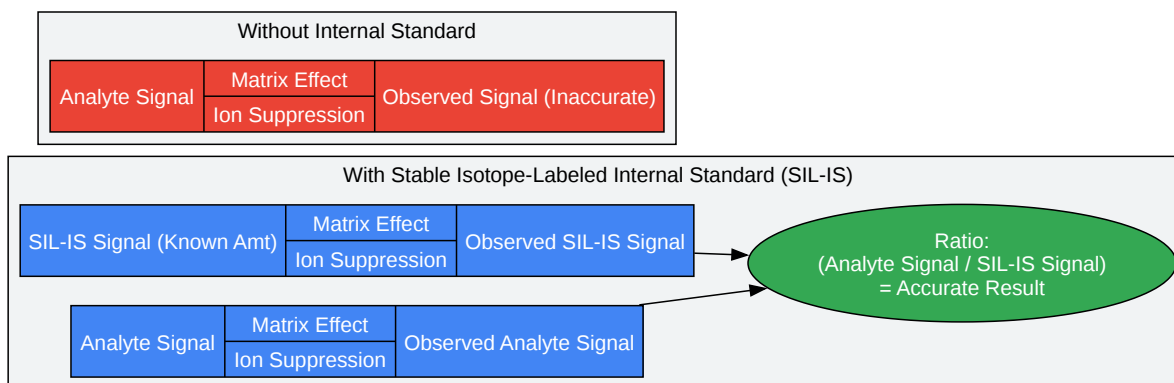 Without Internal Standard
Analyte Signal
Matrix Effect
Ion Suppression
Observed Signal (Inaccurate)
With Stable Isotope-Labeled Internal Standard (SIL-IS)
SIL-IS Signal (Known Amt)
Matrix Effect
Ion Suppression
Observed SIL-IS Signal
Analyte Signal
Matrix Effect
Ion Suppression
Observed Analyte Signal
Ratio:
(Analyte Signal / SIL-IS Signal)
= Accurate Result